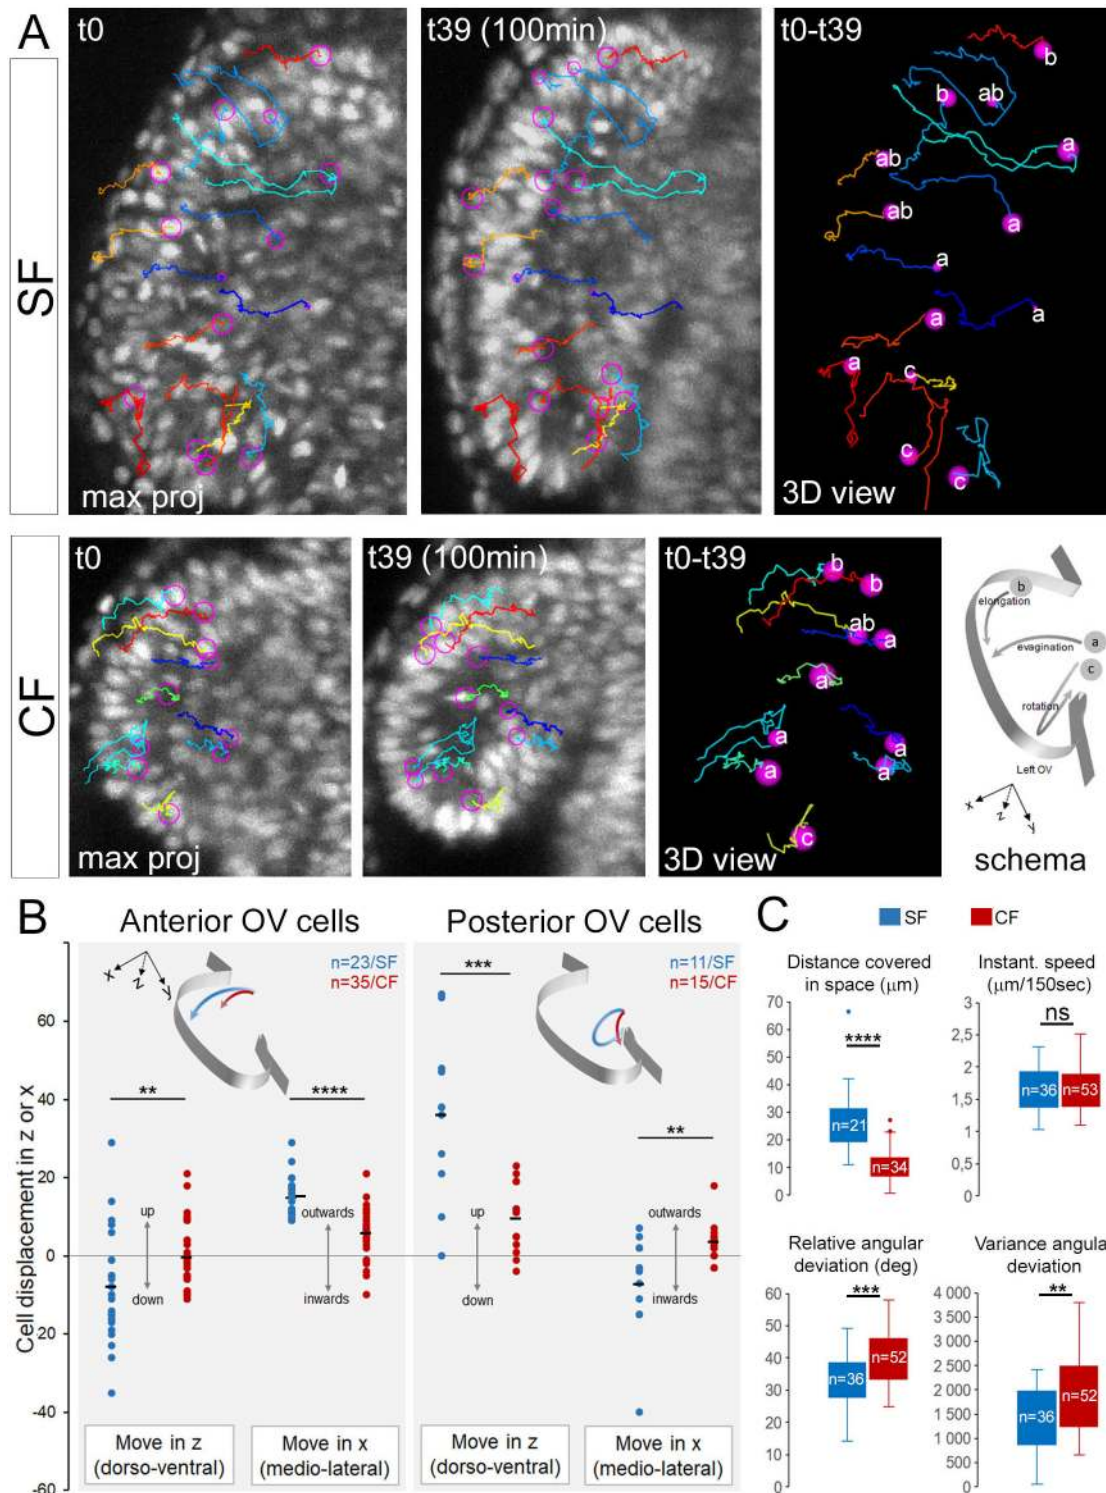 A
SF
t0
max proj
t39 (100min)
t0-t39
b
b
ab
a
ab
ab
a
a
a
a
a
c
c
c
3D view
CF
t0
max proj
t39 (100min)
t0-t39
b
b
ab
a
a
a
a
a
a
c
3D view
b
elongation
a
evagination
c
rotation
Left OV
x
z
y
schema
B
Anterior OV cells
Posterior OV cells
Cell displacement in z or x
60
40
20
0
-20
-40
-60
x
z
y
n=23/SF
n=35/CF
**
****
up
down
outwards
inwards
Move in z
(dorso-ventral)
Move in x
(medio-lateral)
n=11/SF
n=15/CF
***
**
up
down
outwards
inwards
Move in z
(dorso-ventral)
Move in x
(medio-lateral)
C
SF
CF
Distance covered
in space (μm)
70
60
50
40
30
20
10
0
****
n=21
n=34
Instant. speed
(μm/150sec)
3,5
3
2,5
2
1,5
1
0,5
0
ns
n=36
n=53
Relative angular
deviation (deg)
60
50
40
30
20
10
0
***
n=36
n=52
Variance angular
deviation
4 000
3 500
3 000
2 500
2 000
1 500
1 000
500
0
**
n=36
n=52